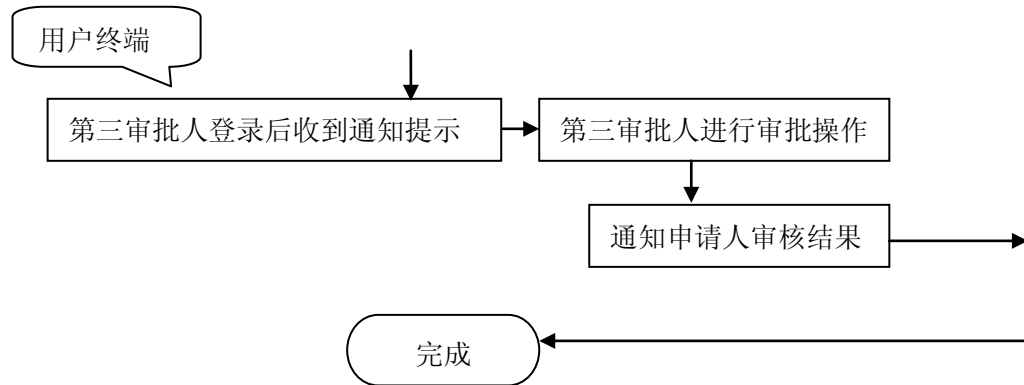 用户终端
第三审批人登录后收到通知提示
第三审批人进行审批操作
通知申请人审核结果
完成